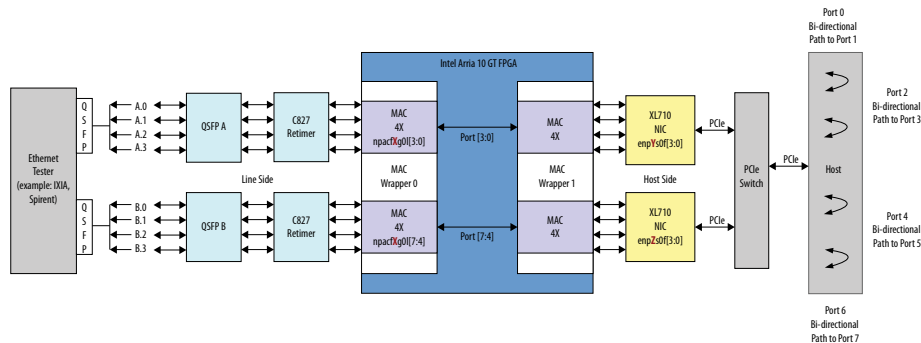 Port 0
Bi-directional
Path to Port 1
Intel Arria 10 GT FPGA
Ethernet
Tester
(example: IXIA,
Spirent)
Q
S
F
P
A.0
A.1
A.2
A.3
QSFP A
C827
Retimer
MAC
4X
npacfXg0l[3:0]
Port [3:0]
MAC
4X
XL710
NIC
enpYs0f[3:0]
PCIe
Port 2
Bi-directional
Path to Port 3
Line Side
MAC
Wrapper 0
MAC
Wrapper 1
Host Side
PCIe
Switch
PCIe
Host
Q
S
F
P
B.0
B.1
B.2
B.3
QSFP B
C827
Retimer
MAC
4X
npacfXg0l[7:4]
Port [7:4]
MAC
4X
XL710
NIC
enpZs0f[3:0]
PCIe
Port 4
Bi-directional
Path to Port 5
Port 6
Bi-directional
Path to Port 7